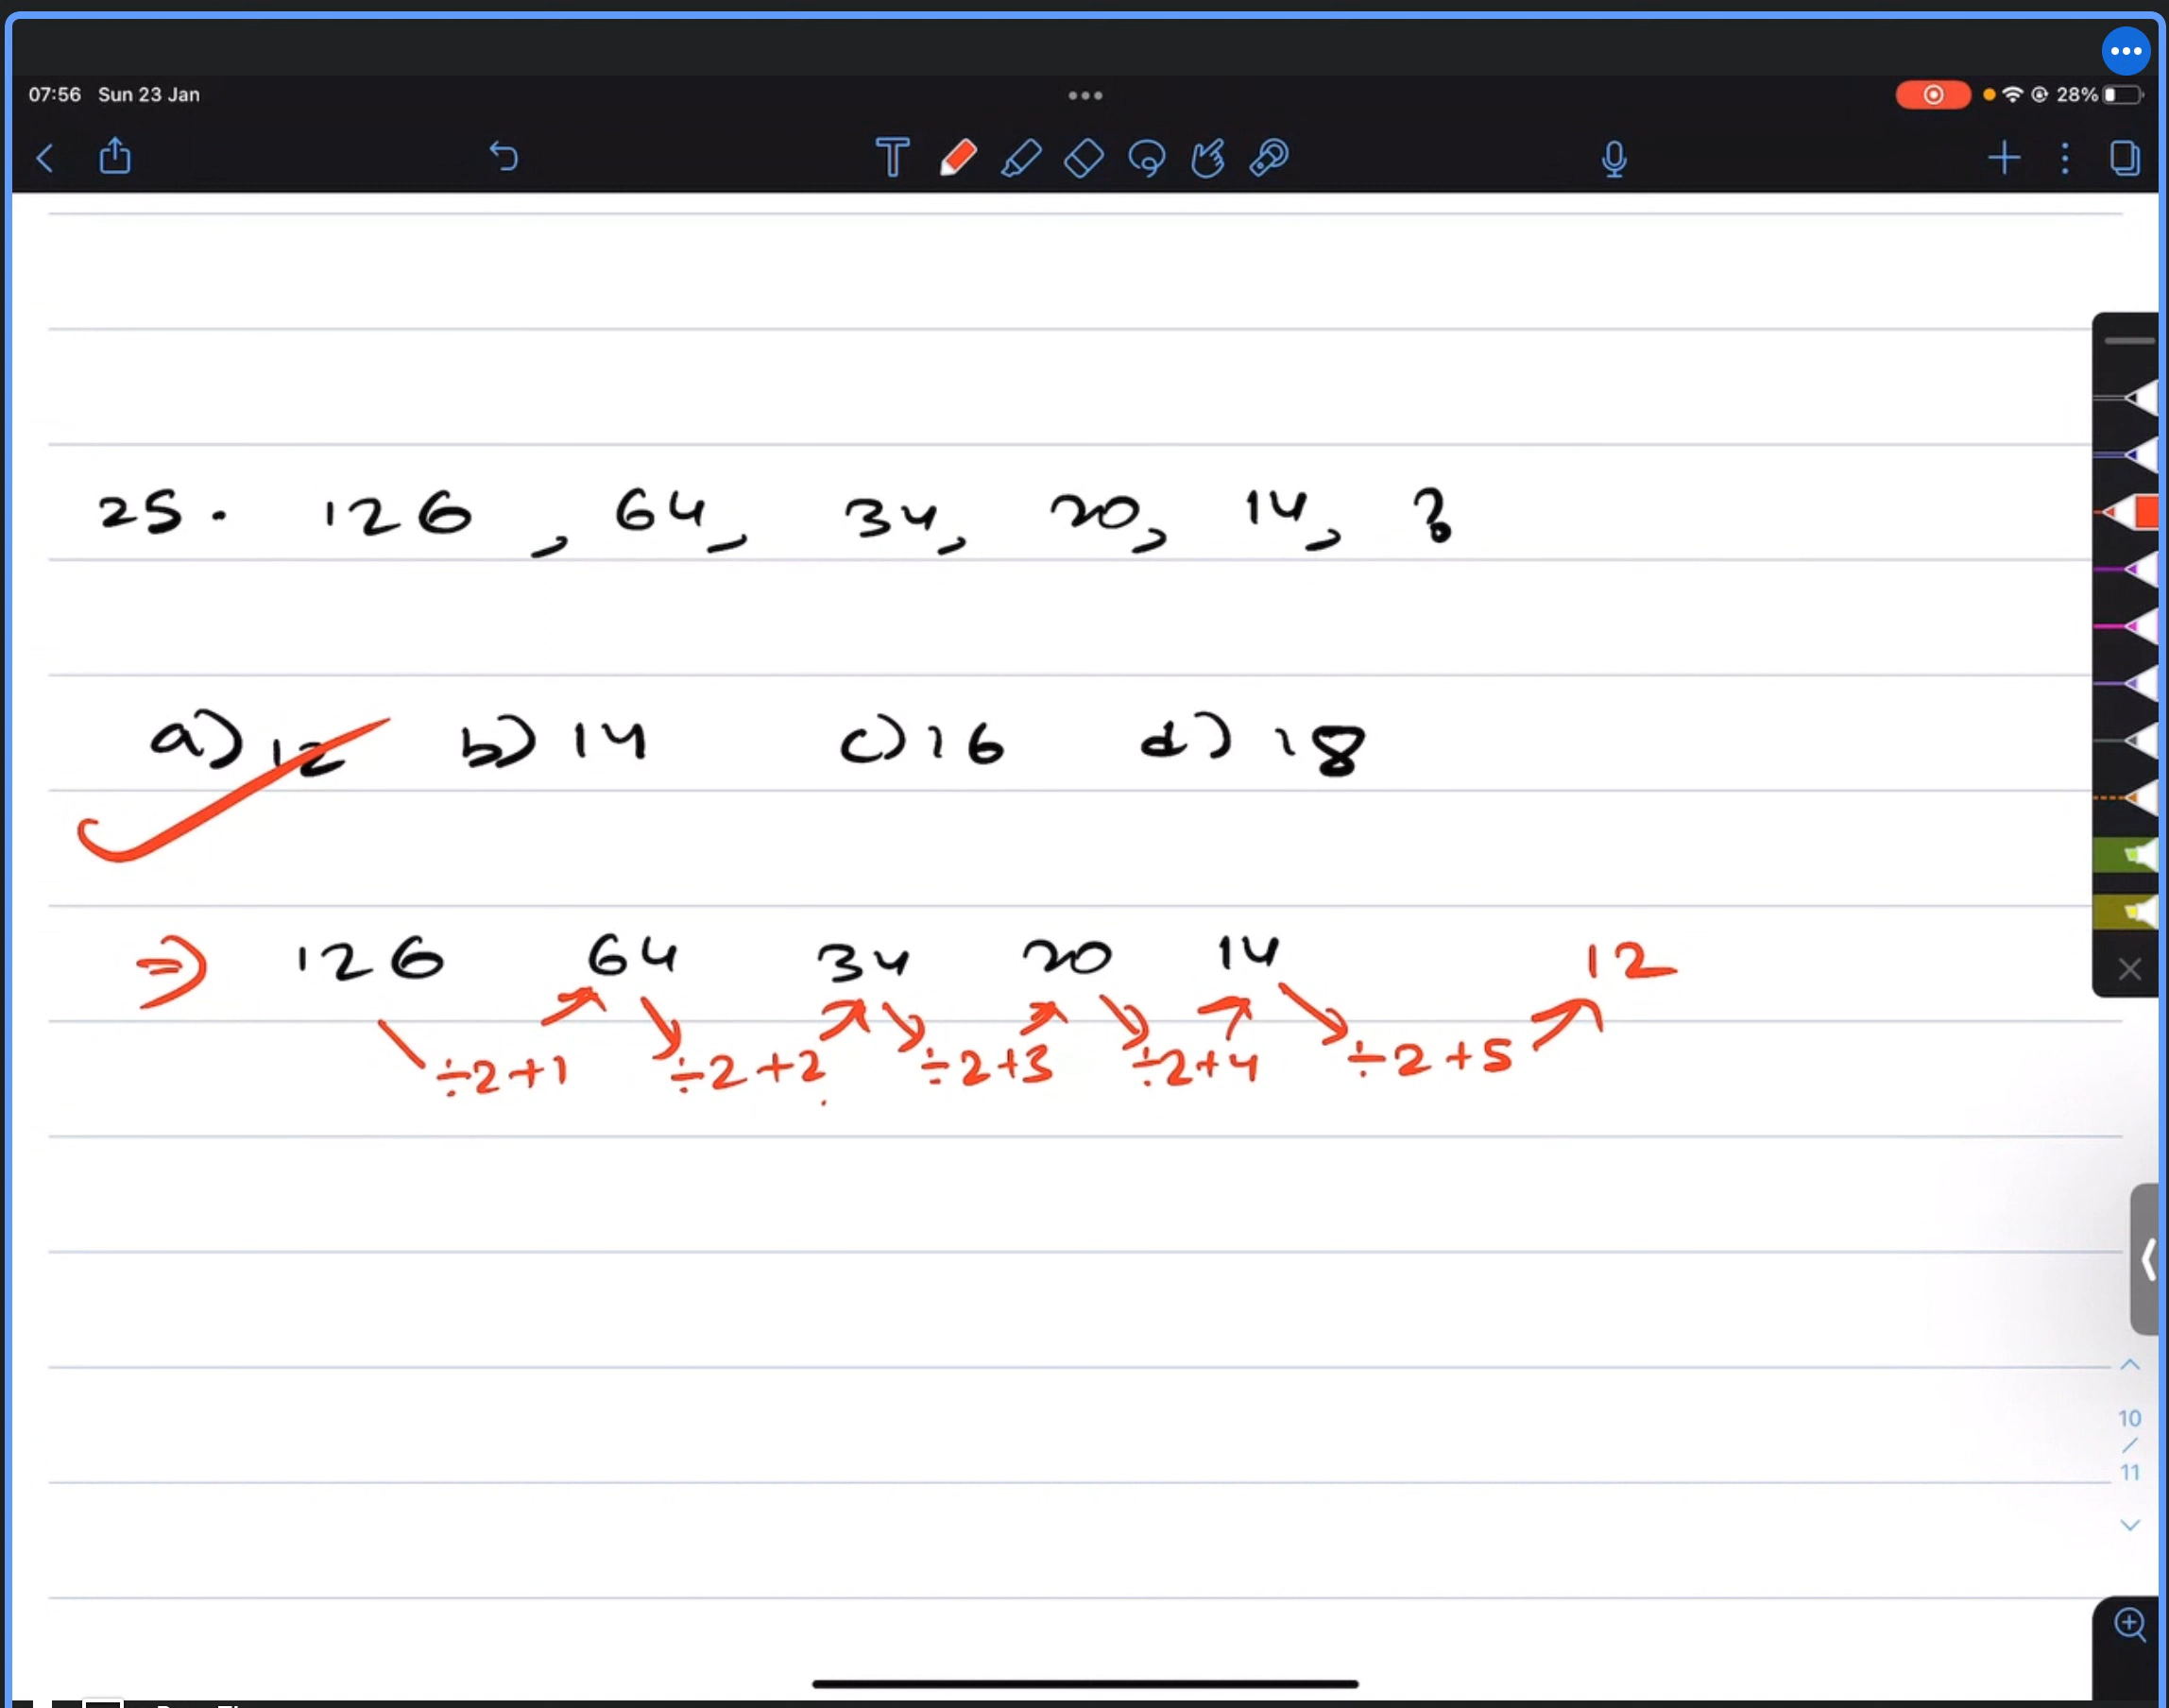 07:56 Sun 23 Jan
28%
T
25. 126, 64, 34, 20, 14, ?
a) 12 b) 14 c) 16 d) 18
⇒ 126 64 34 20 14 12
÷2+1 ÷2+2 ÷2+3 ÷2+4 ÷2+5
10
/
11